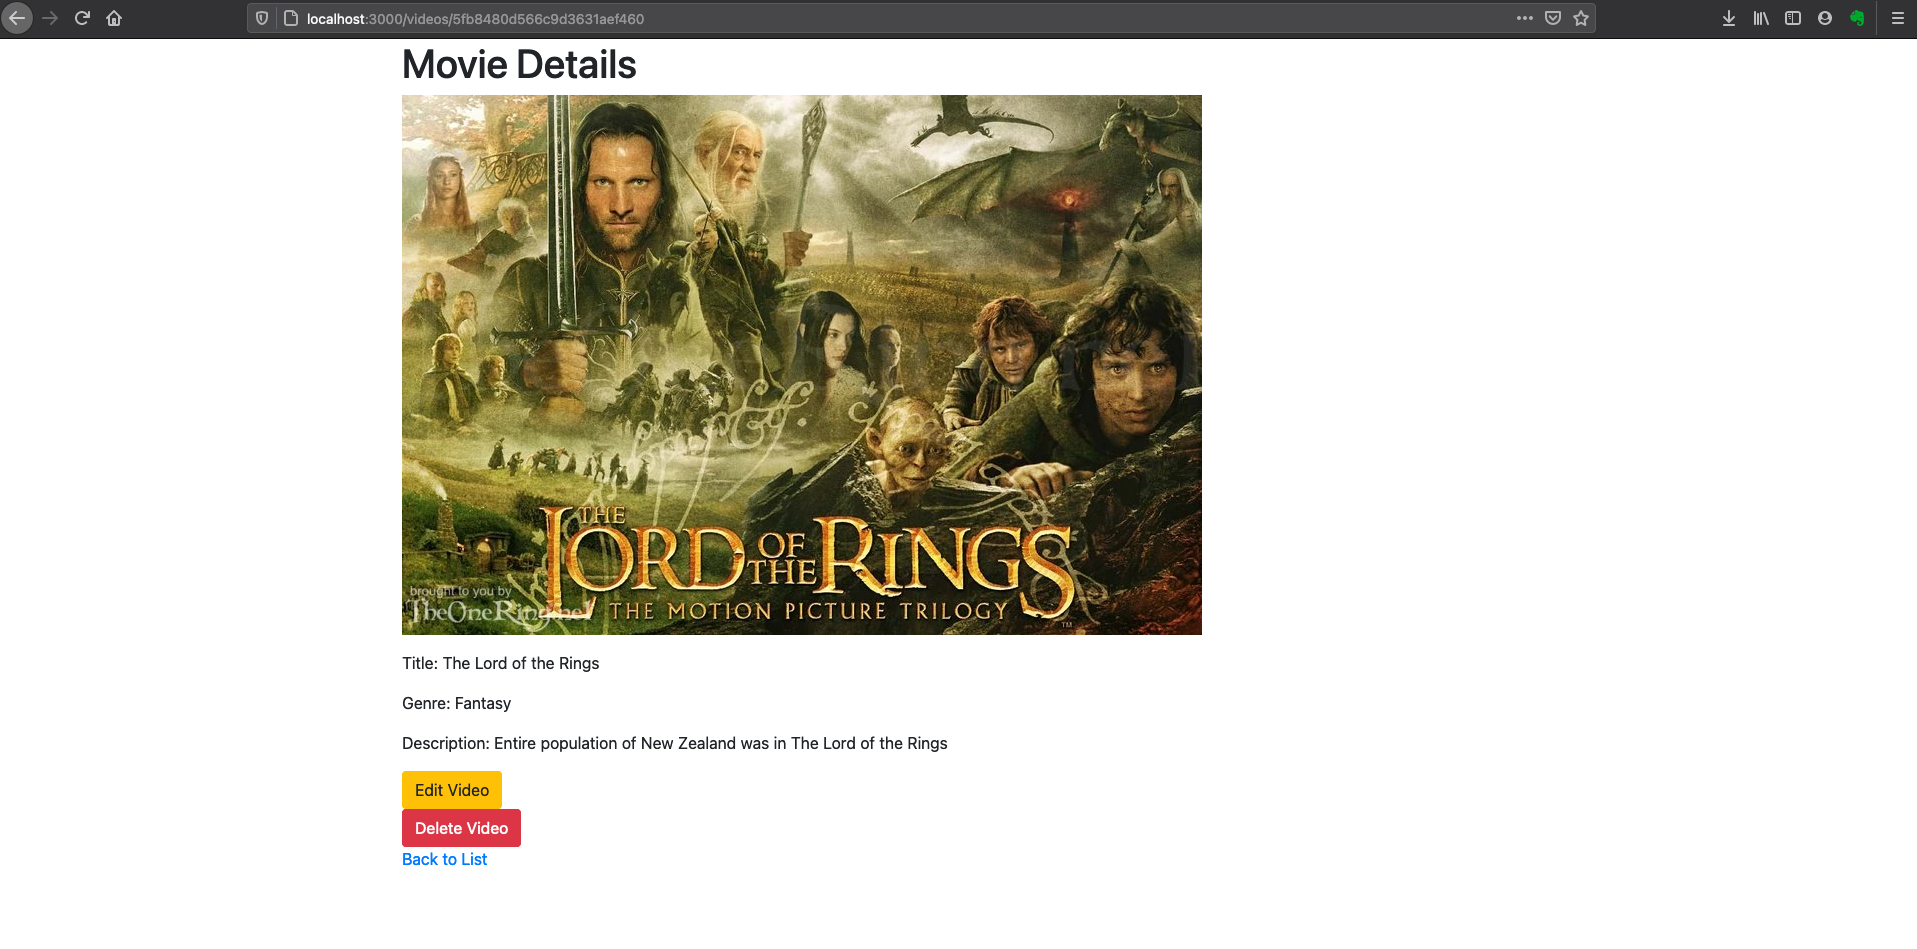 localhost:3000/videos/5fb8480d566c9d3631aef460
Movie Details
THE
LORD OF THE RINGS
brought to you by
TheOneRing.net
THE MOTION PICTURE TRILOGY
TM
Title: The Lord of the Rings
Genre: Fantasy
Description: Entire population of New Zealand was in The Lord of the Rings
Edit Video
Delete Video
Back to List